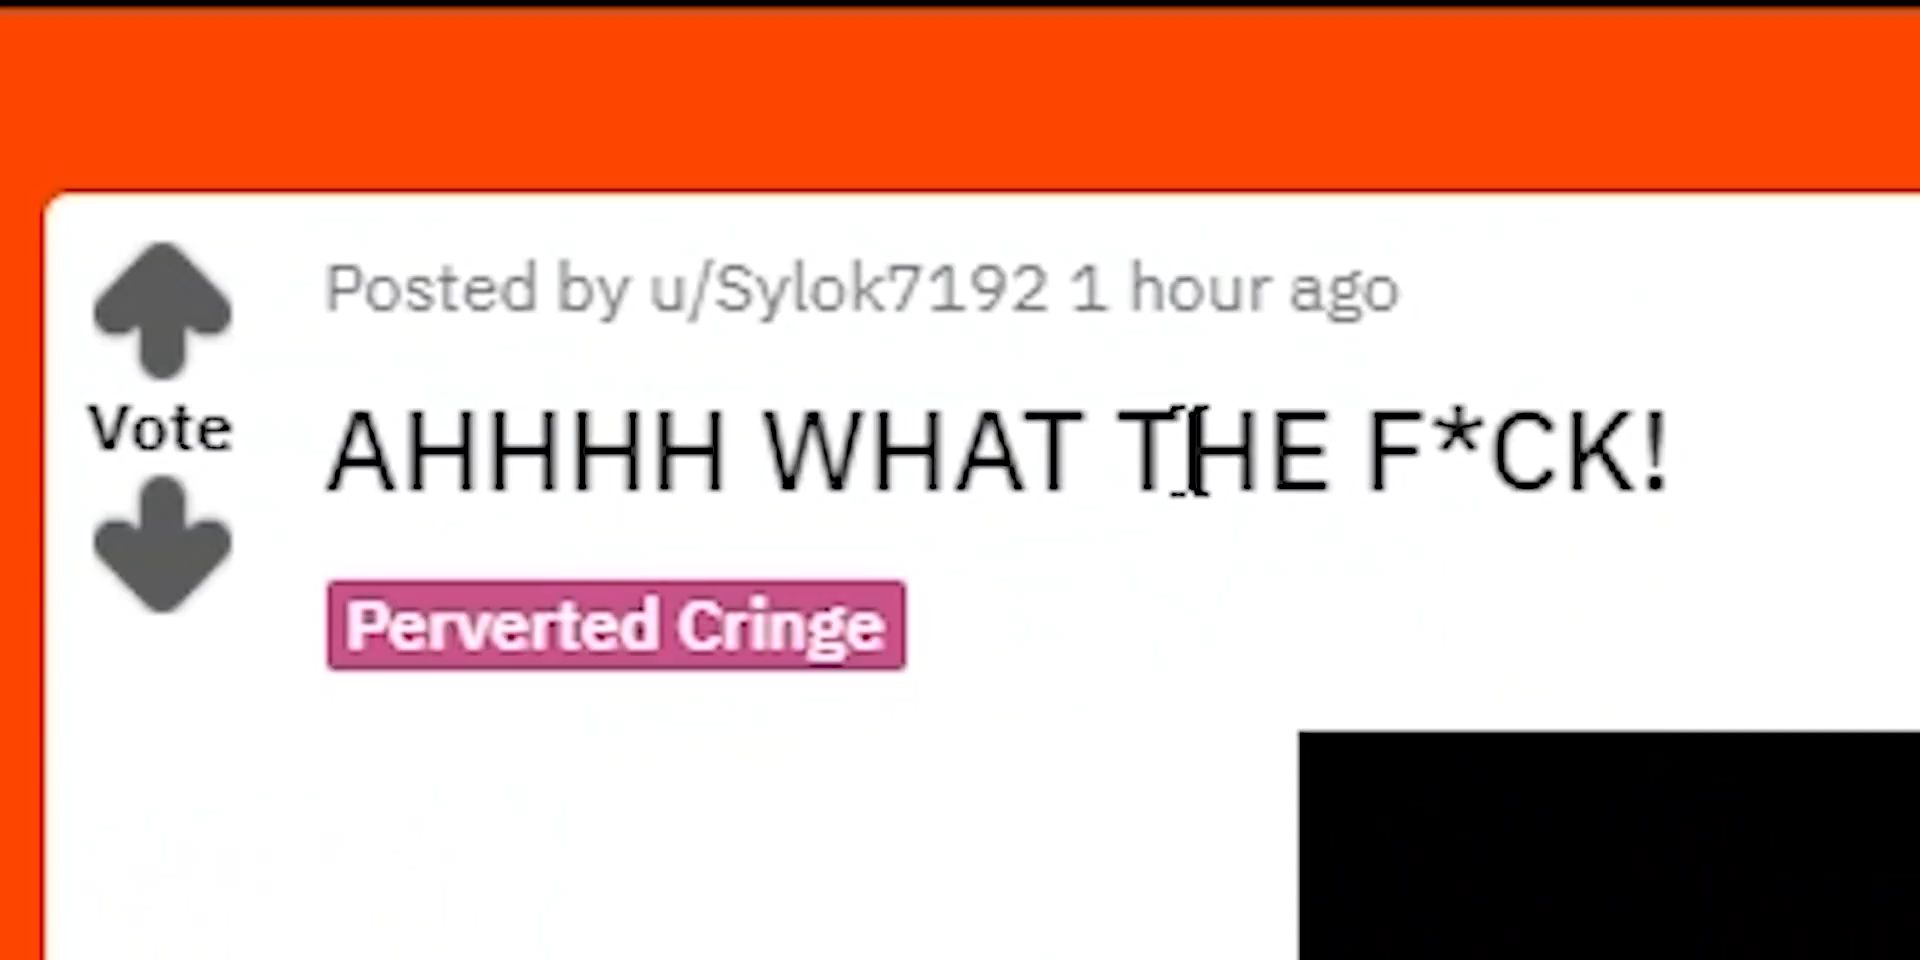 Posted by u/Sylok7192 1 hour ago
Vote
AHHHH WHAT THE F*CK!
Perverted Cringe